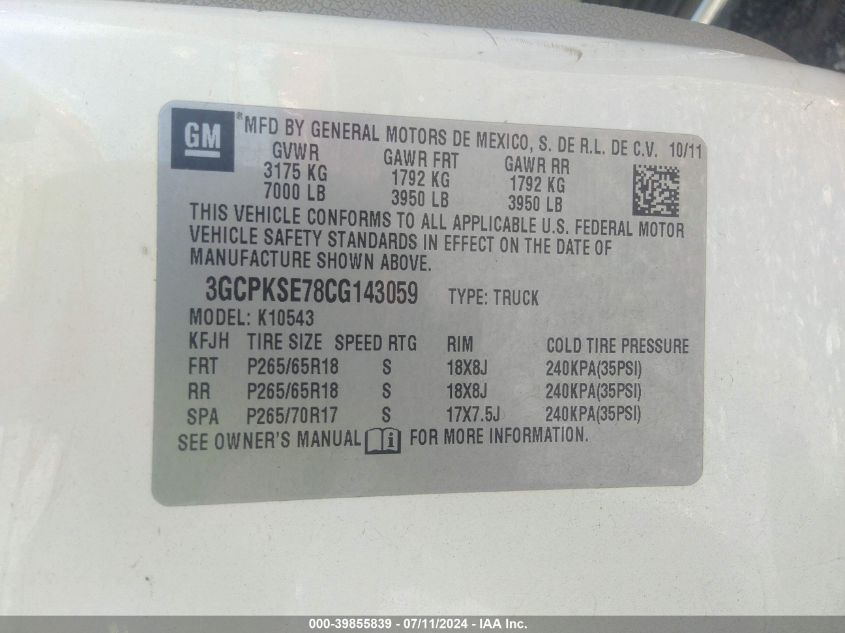 GM
*MFD BY GENERAL MOTORS DE MEXICO, S. DE R.L. DE C.V. 10/11
GVWR GAWR FRT GAWR RR
3175 KG 1792 KG 1792 KG
7000 LB 3950 LB 3950 LB
THIS VEHICLE CONFORMS TO ALL APPLICABLE U.S. FEDERAL MOTOR
VEHICLE SAFETY STANDARDS IN EFFECT ON THE DATE OF
MANUFACTURE SHOWN ABOVE.
3GCPKSE78CG143059 TYPE: TRUCK
MODEL: K10543
KFJH TIRE SIZE SPEED RTG RIM COLD TIRE PRESSURE
FRT P265/65R18 S 18X8J 240KPA(35PSI)
RR P265/65R18 S 18X8J 240KPA(35PSI)
SPA P265/70R17 S 17X7.5J 240KPA(35PSI)
SEE OWNER'S MANUAL i FOR MORE INFORMATION.
000-39855839 - 07/11/2024 - IAA Inc.